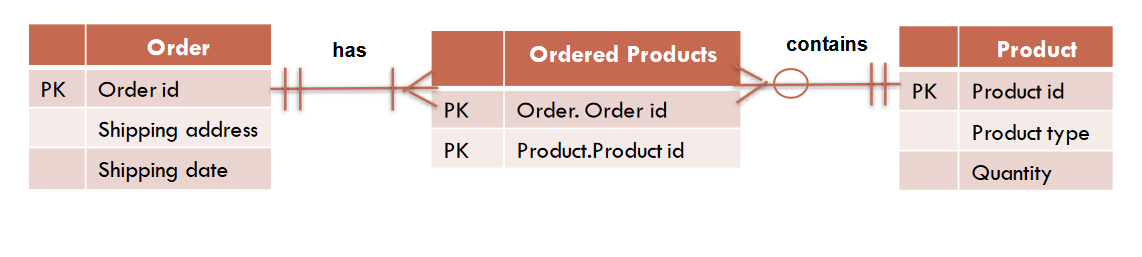 Order
PK Order id
Shipping address
Shipping date
has
Ordered Products
PK Order. Order id
PK Product.Product id
contains
Product
PK Product id
Product type
Quantity